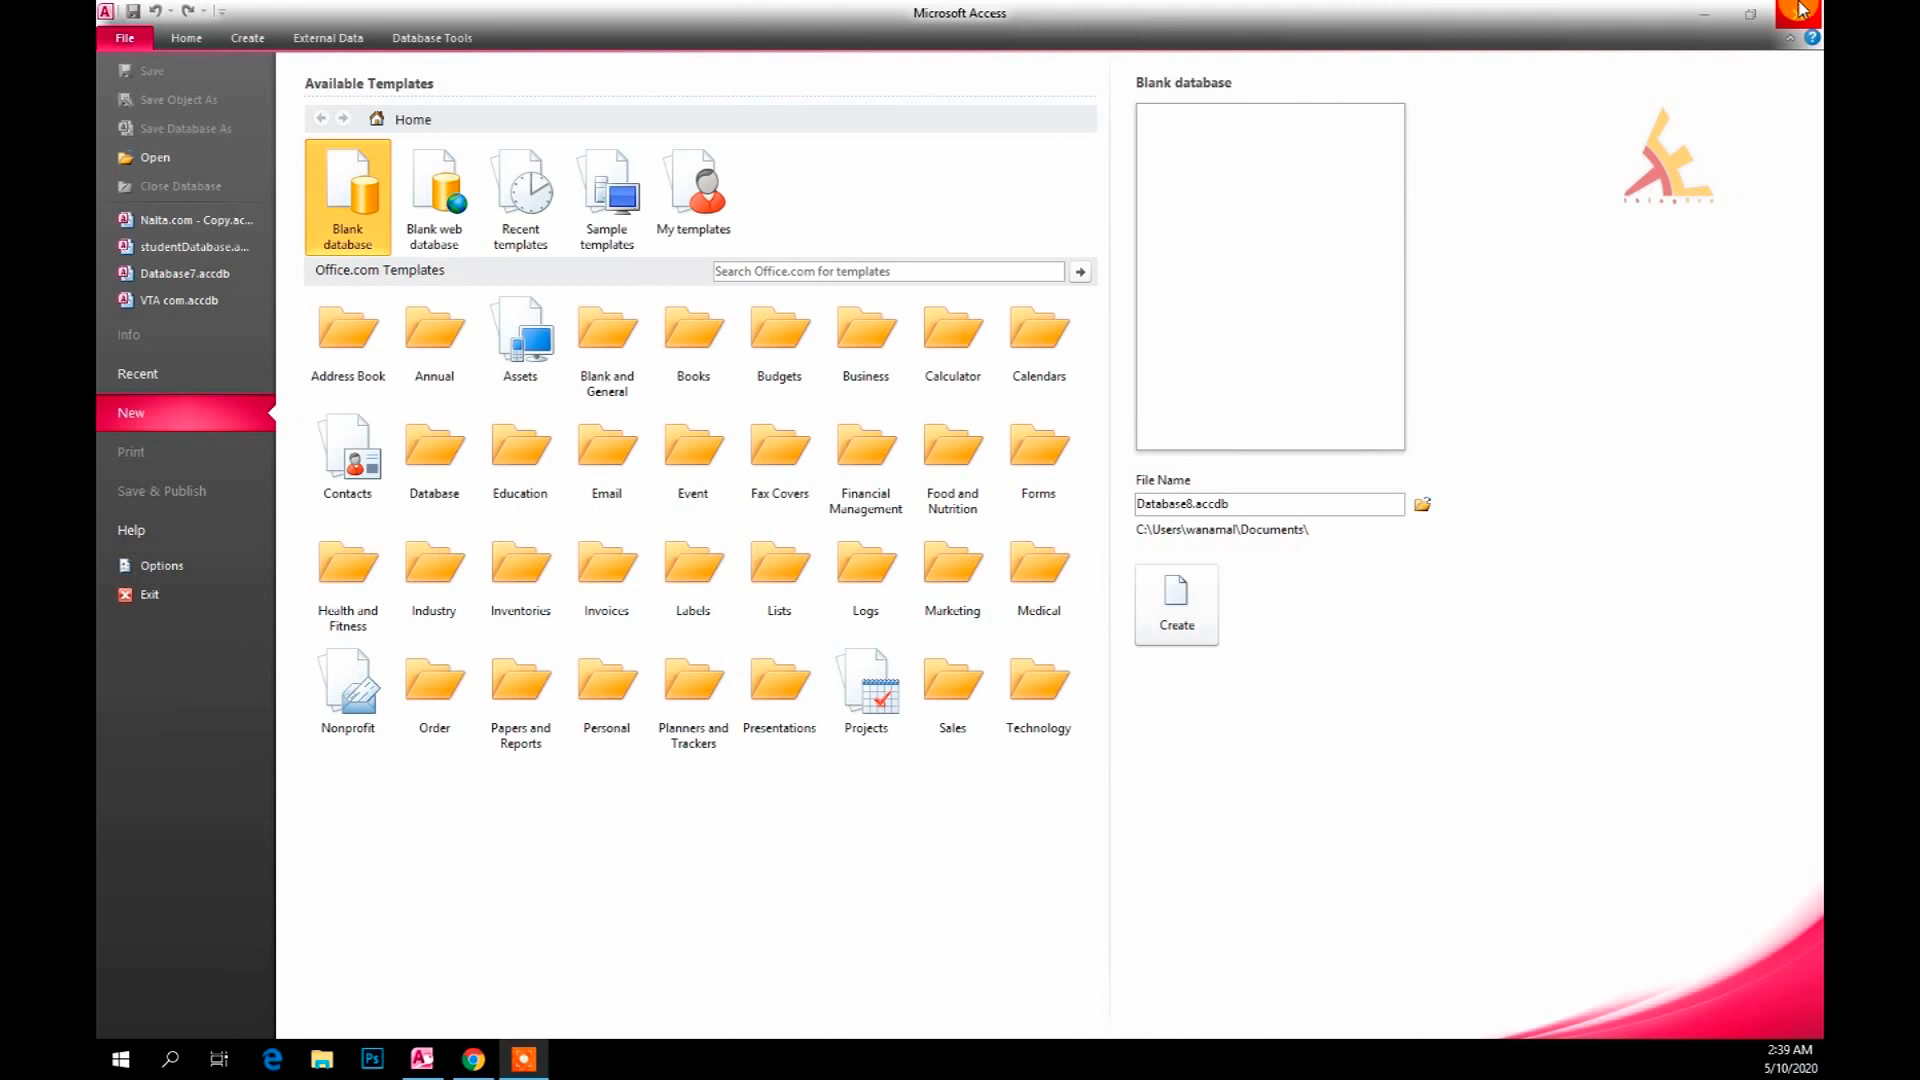 Microsoft Access
File Home Create External Data Database Tools
Save
Save Object As
Save Database As
Open
Close Database
Nalta.com - Copy.ac...
studentDatabase.a...
Database7.accdb
VTA com.accdb
Info
Recent
New
Print
Save & Publish
Help
Options
Exit
Available Templates
Home
Blank database
Blank web database
Recent templates
Sample templates
My templates
Office.com Templates
Search Office.com for templates
Address Book
Annual
Assets
Blank and General
Books
Budgets
Business
Calculator
Calendars
Contacts
Database
Education
Email
Event
Fax Covers
Financial Management
Food and Nutrition
Forms
Health and Fitness
Industry
Inventories
Invoices
Labels
Lists
Logs
Marketing
Medical
Nonprofit
Order
Papers and Reports
Personal
Planners and Trackers
Presentations
Projects
Sales
Technology
Blank database
File Name
Database8.accdb
C:\Users\wanamal\Documents\
Create
Ps
2:39 AM
5/10/2020